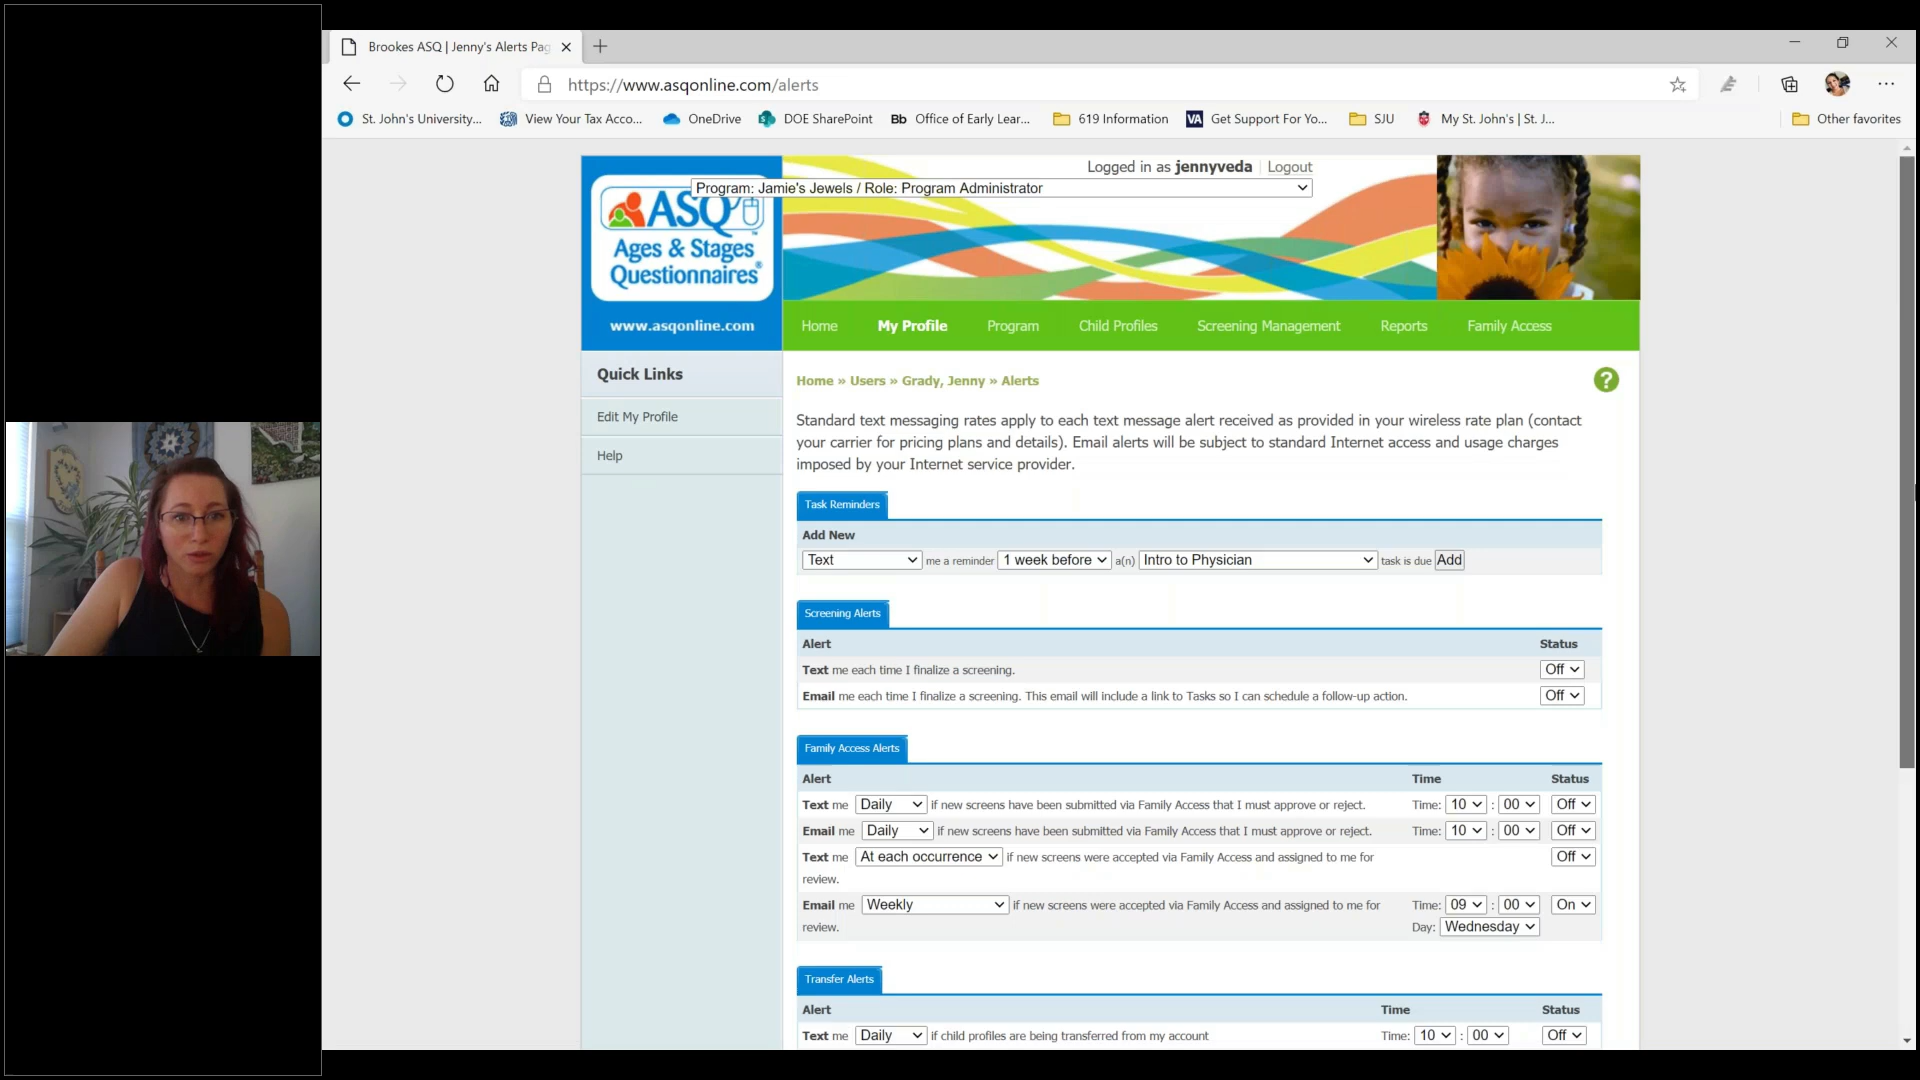 Brookes ASQ | Jenny's Alerts Pag
https://www.asqonline.com/alerts
St. John's University... View Your Tax Acco... OneDrive DOE SharePoint Bb Office of Early Lear... 619 Information VA Get Support For Yo... SJU My St. John's | St. J... Other favorites
Logged in as jennyveda Logout
Program: Jamie's Jewels / Role: Program Administrator
ASQ
Ages & Stages
Questionnaires®
www.asqonline.com
Home My Profile Program Child Profiles Screening Management Reports Family Access
Quick Links
Edit My Profile
Help
Home » Users » Grady, Jenny » Alerts
?
Standard text messaging rates apply to each text message alert received as provided in your wireless rate plan (contact
your carrier for pricing plans and details). Email alerts will be subject to standard Internet access and usage charges
imposed by your Internet service provider.
Task Reminders
Add New
Text me a reminder 1 week before a(n) Intro to Physician task is due Add
Screening Alerts
Alert Status
Text me each time I finalize a screening. Off
Email me each time I finalize a screening. This email will include a link to Tasks so I can schedule a follow-up action. Off
Family Access Alerts
Alert Time Status
Text me Daily if new screens have been submitted via Family Access that I must approve or reject. Time: 10 : 00 Off
Email me Daily if new screens have been submitted via Family Access that I must approve or reject. Time: 10 : 00 Off
Text me At each occurrence if new screens were accepted via Family Access and assigned to me for Off
review.
Email me Weekly if new screens were accepted via Family Access and assigned to me for Time: 09 : 00 On
review. Day: Wednesday
Transfer Alerts
Alert Time Status
Text me Daily if child profiles are being transferred from my account Time: 10 : 00 Off